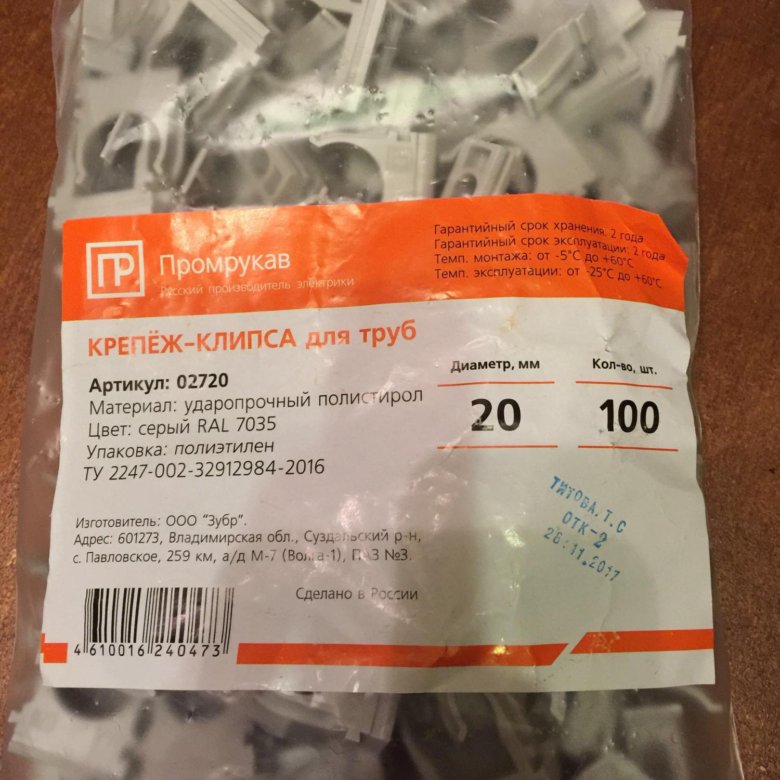 ПР
Промрукав
Русский производитель электрики
Гарантийный срок хранения: 2 года
Гарантийный срок эксплуатации: 2 года
Темп. монтажа: от -5°C до +60°C
Темп. эксплуатации: от -25°C до +60°C
КРЕПЁЖ-КЛИПСА для труб
Артикул: 02720
Материал: ударопрочный полистирол
Цвет: серый RAL 7035
Упаковка: полиэтилен
ТУ 2247-002-32912984-2016
Диаметр, мм
20
Кол-во, шт.
100
Изготовитель: ООО "Зубр".
Адрес: 601273, Владимирская обл., Суздальский р-н,
с. Павловское, 259 км, а/д М-7 (Волга-1), ПАЗ №3.
Сделано в России
ТИТОВА.Т.С
ОТК-2
28.11.2017
4 610016 240473